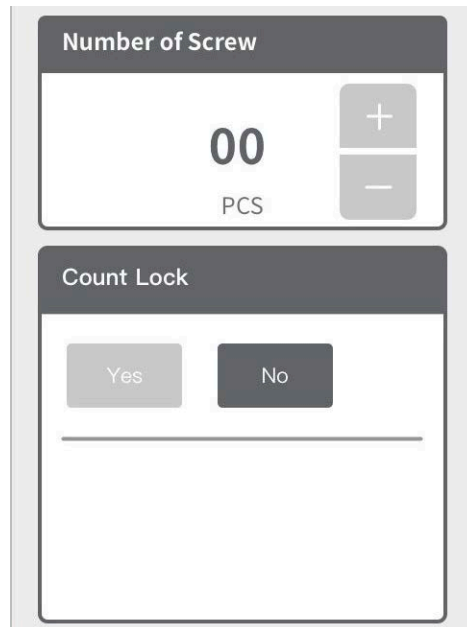 Number of Screw
00
+
PCS
−
Count Lock
Yes
No